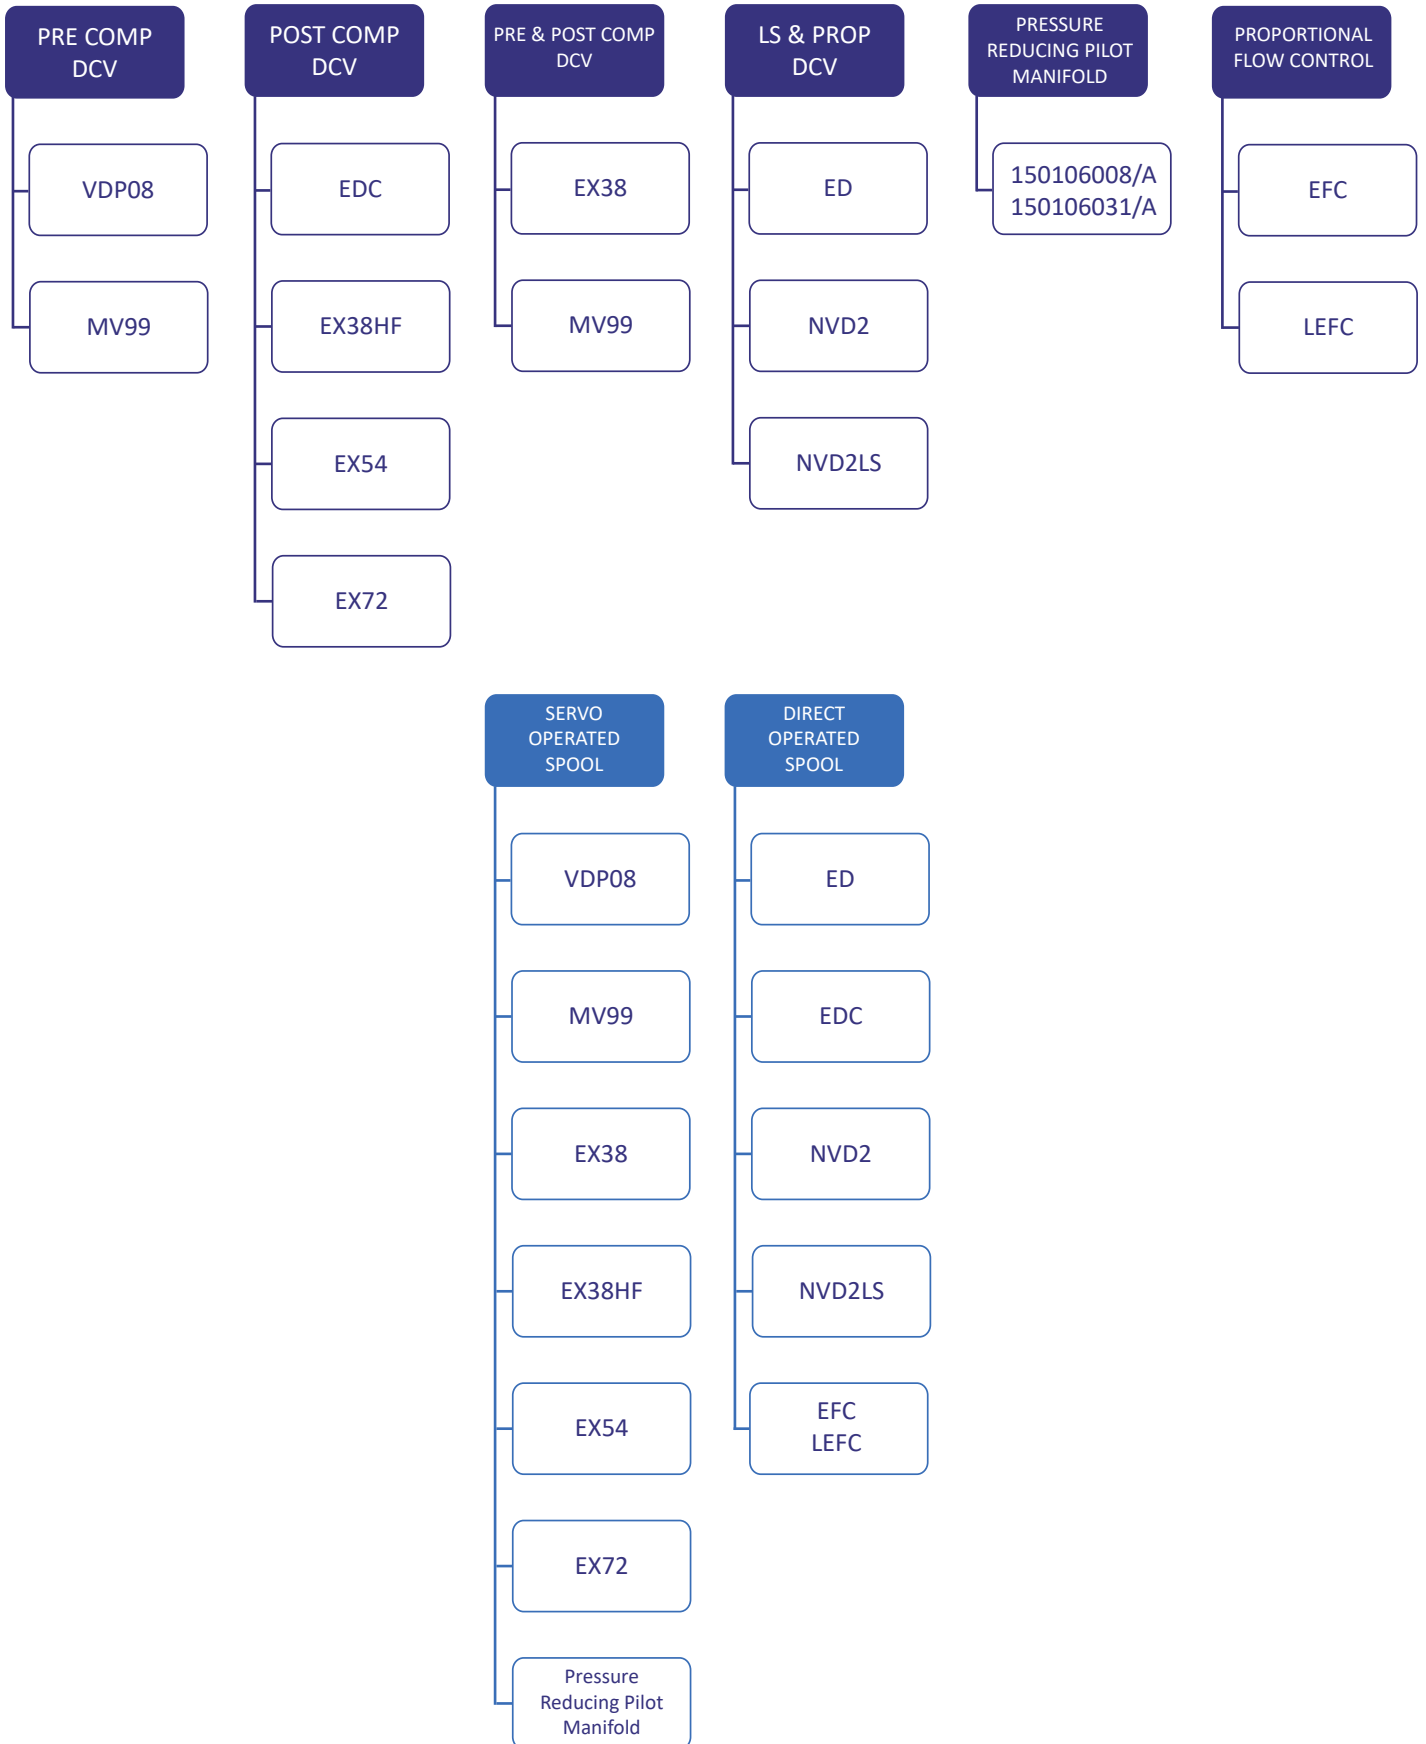 PRE COMP
DCV
VDP08
MV99
POST COMP
DCV
EDC
EX38HF
EX54
EX72
PRE & POST COMP
DCV
EX38
MV99
LS & PROP
DCV
ED
NVD2
NVD2LS
PRESSURE
REDUCING PILOT
MANIFOLD
150106008/A
150106031/A
PROPORTIONAL
FLOW CONTROL
EFC
LEFC
SERVO
OPERATED
SPOOL
VDP08
MV99
EX38
EX38HF
EX54
EX72
Pressure
Reducing Pilot
Manifold
DIRECT
OPERATED
SPOOL
ED
EDC
NVD2
NVD2LS
EFC
LEFC